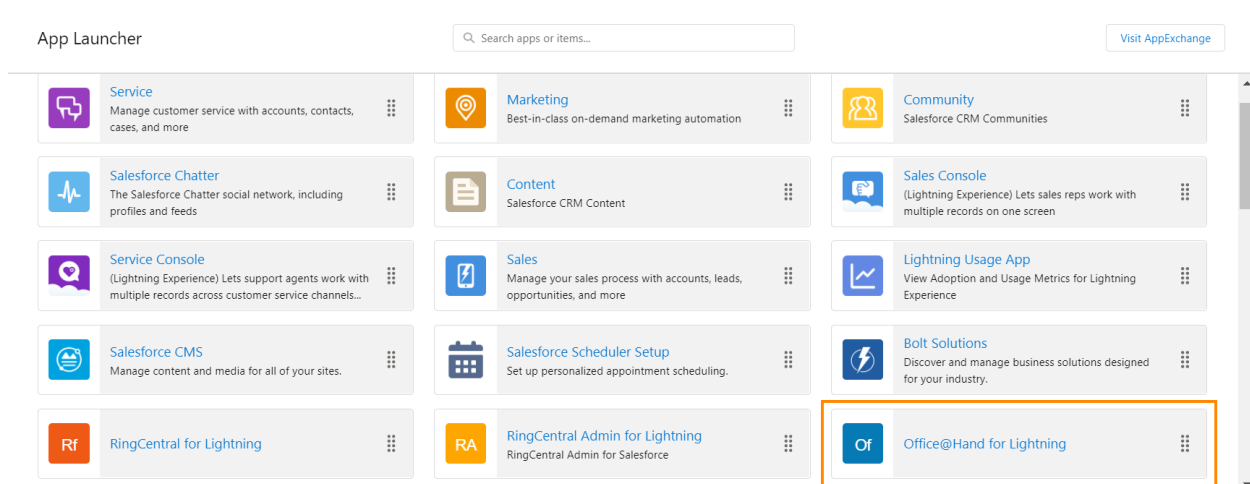 App Launcher
Search apps or items...
Visit AppExchange
Service
Manage customer service with accounts, contacts,
cases, and more
Marketing
Best-in-class on-demand marketing automation
Community
Salesforce CRM Communities
Salesforce Chatter
The Salesforce Chatter social network, including
profiles and feeds
Content
Salesforce CRM Content
Sales Console
(Lightning Experience) Lets sales reps work with
multiple records on one screen
Service Console
(Lightning Experience) Lets support agents work with
multiple records across customer service channels...
Sales
Manage your sales process with accounts, leads,
opportunities, and more
Lightning Usage App
View Adoption and Usage Metrics for Lightning
Experience
Salesforce CMS
Manage content and media for all of your sites.
Salesforce Scheduler Setup
Set up personalized appointment scheduling.
Bolt Solutions
Discover and manage business solutions designed
for your industry.
Rf
RingCentral for Lightning
RA
RingCentral Admin for Lightning
RingCentral Admin for Salesforce
Of
Office@Hand for Lightning